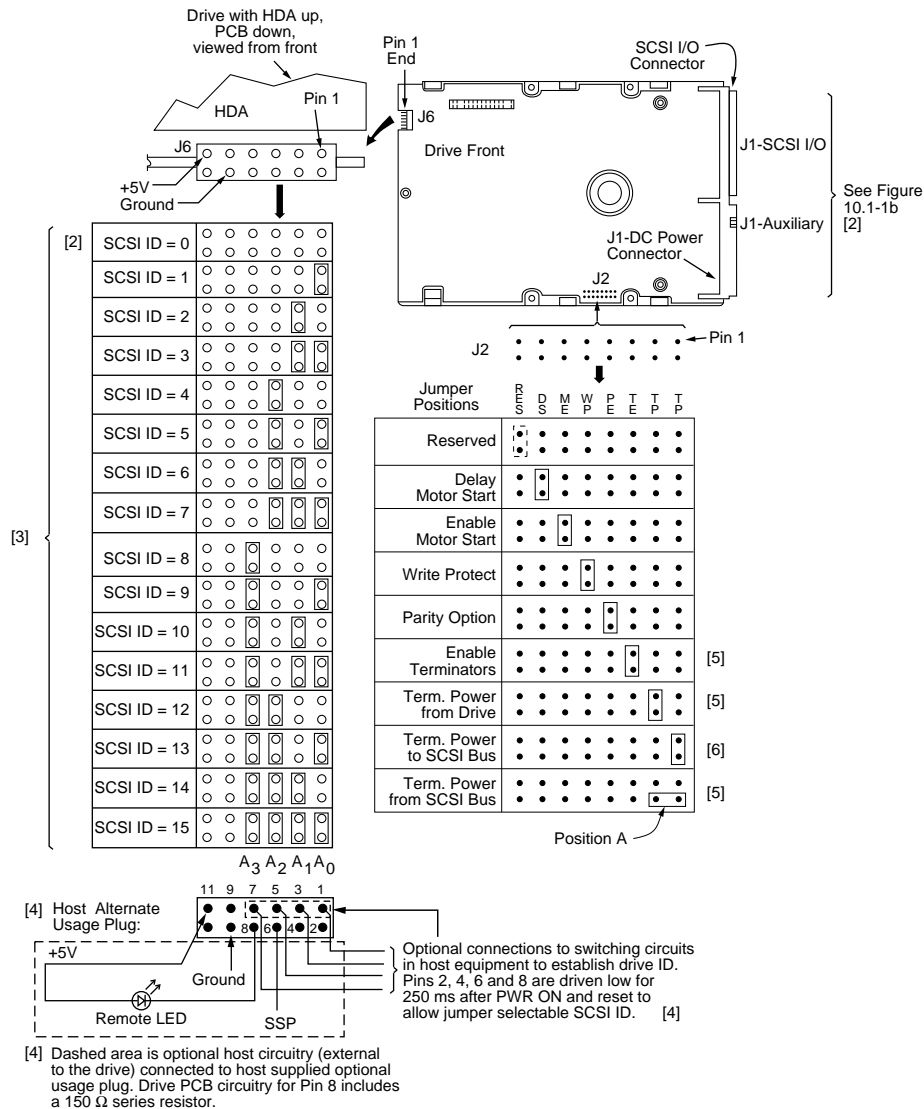 Drive with HDA up,
PCB down,
viewed from front
HDA
Pin 1
J6
+5V
Ground
Pin 1
End
J6
Drive Front
SCSI I/O
Connector
J1-SCSI I/O
J1-Auxiliary
J1-DC Power
Connector
J2
See Figure
10.1-1b
[2]
J2
Pin 1
[2]
[3]
SCSI ID = 0
SCSI ID = 1
SCSI ID = 2
SCSI ID = 3
SCSI ID = 4
SCSI ID = 5
SCSI ID = 6
SCSI ID = 7
SCSI ID = 8
SCSI ID = 9
SCSI ID = 10
SCSI ID = 11
SCSI ID = 12
SCSI ID = 13
SCSI ID = 14
SCSI ID = 15
A3 A2 A1 A0
Jumper
Positions
RES DS ME WP PE TE TP TP
Reserved
Delay
Motor Start
Enable
Motor Start
Write Protect
Parity Option
Enable
Terminators
[5]
Term. Power
from Drive
[5]
Term. Power
to SCSI Bus
[6]
Term. Power
from SCSI Bus
[5]
Position A
11 9 7 5 3 1
8 6 4 2
[4] Host Alternate
Usage Plug:
+5V
Ground
Remote LED
SSP
Optional connections to switching circuits
in host equipment to establish drive ID.
Pins 2, 4, 6 and 8 are driven low for
250 ms after PWR ON and reset to
allow jumper selectable SCSI ID. [4]
[4] Dashed area is optional host circuitry (external
to the drive) connected to host supplied optional
usage plug. Drive PCB circuitry for Pin 8 includes
a 150 Ω series resistor.